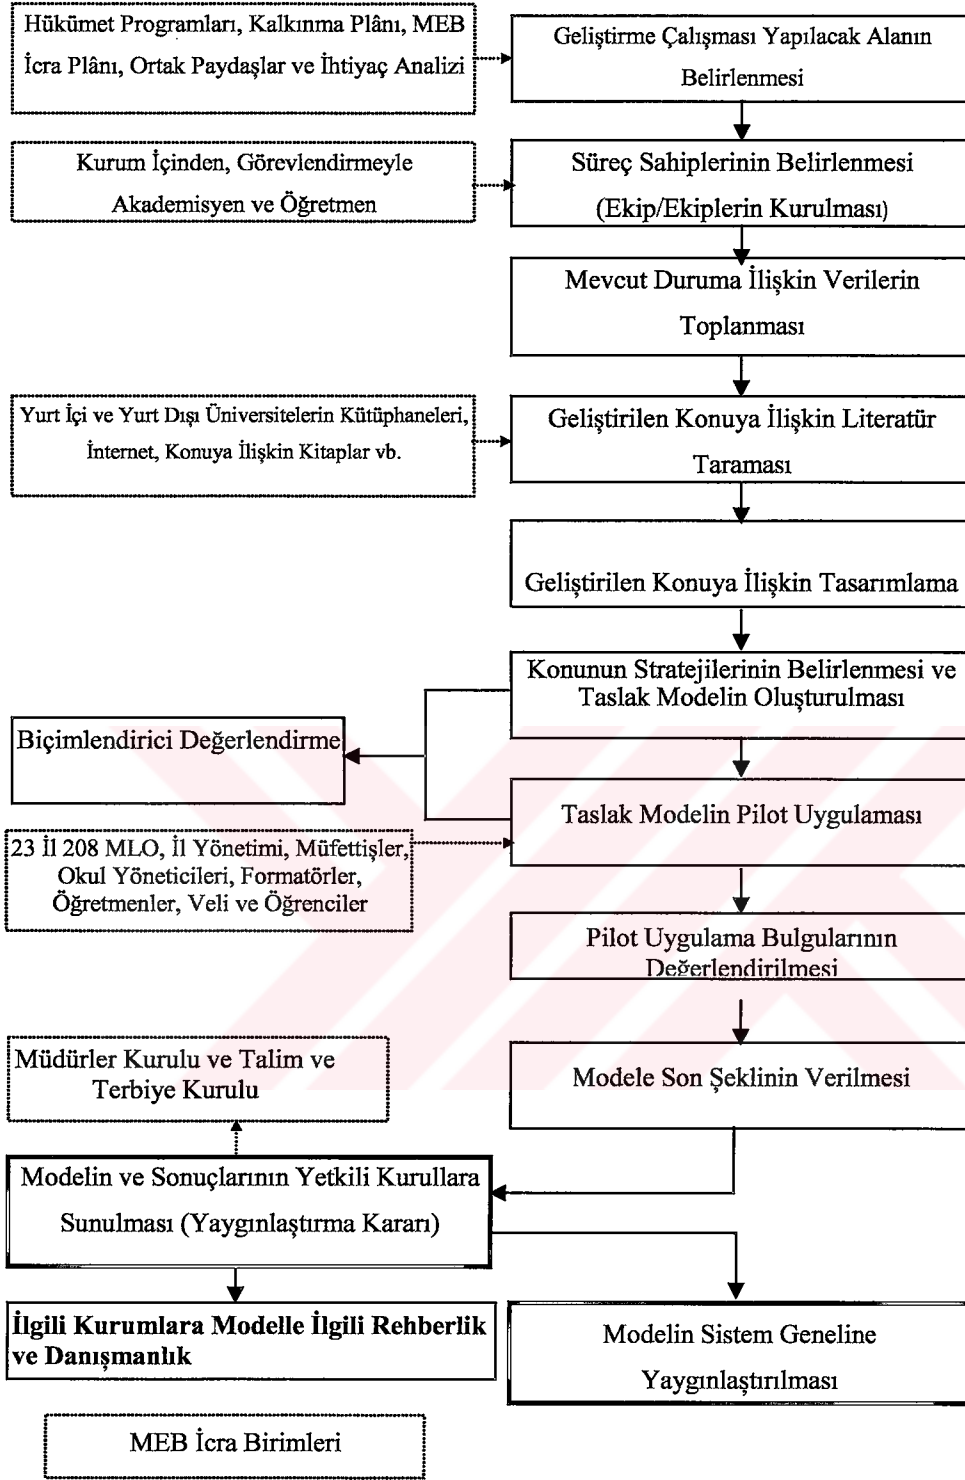 Hükümet Programları, Kalkınma Plânı, MEB
İcra Plânı, Ortak Paydaşlar ve İhtiyaç Analizi
Geliştirme Çalışması Yapılacak Alanın
Belirlenmesi
Kurum İçinden, Görevlendirmeyle
Akademisyen ve Öğretmen
Süreç Sahiplerinin Belirlenmesi
(Ekip/Ekiplerin Kurulması)
Mevcut Duruma İlişkin Verilerin
Toplanması
Yurt İçi ve Yurt Dışı Üniversitelerin Kütüphaneleri,
İnternet, Konuya İlişkin Kitaplar vb.
Geliştirilen Konuya İlişkin Literatür
Taraması
Geliştirilen Konuya İlişkin Tasarımlama
Konunun Stratejilerinin Belirlenmesi ve
Taslak Modelin Oluşturulması
Biçimlendirici Değerlendirme
Taslak Modelin Pilot Uygulaması
23 İl 208 MLO, İl Yönetimi, Müfettişler,
Okul Yöneticileri, Formatörler,
Öğretmenler, Veli ve Öğrenciler
Pilot Uygulama Bulgularının
Değerlendirilmesi
Müdürler Kurulu ve Talim ve
Terbiye Kurulu
Modele Son Şeklinin Verilmesi
Modelin ve Sonuçlarının Yetkili Kurullara
Sunulması (Yaygınlaştırma Kararı)
İlgili Kurumlara Modelle İlgili Rehberlik
ve Danışmanlık
Modelin Sistem Geneline
Yaygınlaştırılması
MEB İcra Birimleri